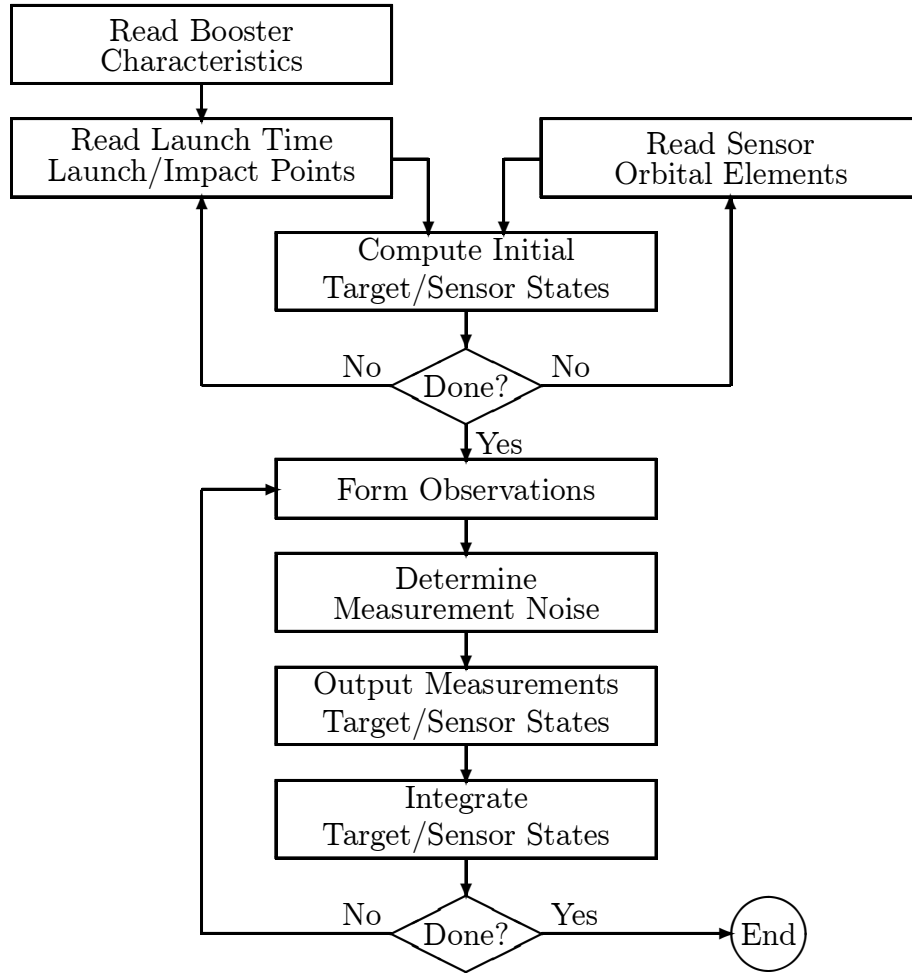 Read Booster
Characteristics
Read Launch Time
Launch/Impact Points
Read Sensor
Orbital Elements
Compute Initial
Target/Sensor States
No
Done?
No
Yes
Form Observations
Determine
Measurement Noise
Output Measurements
Target/Sensor States
Integrate
Target/Sensor States
No
Done?
Yes
End